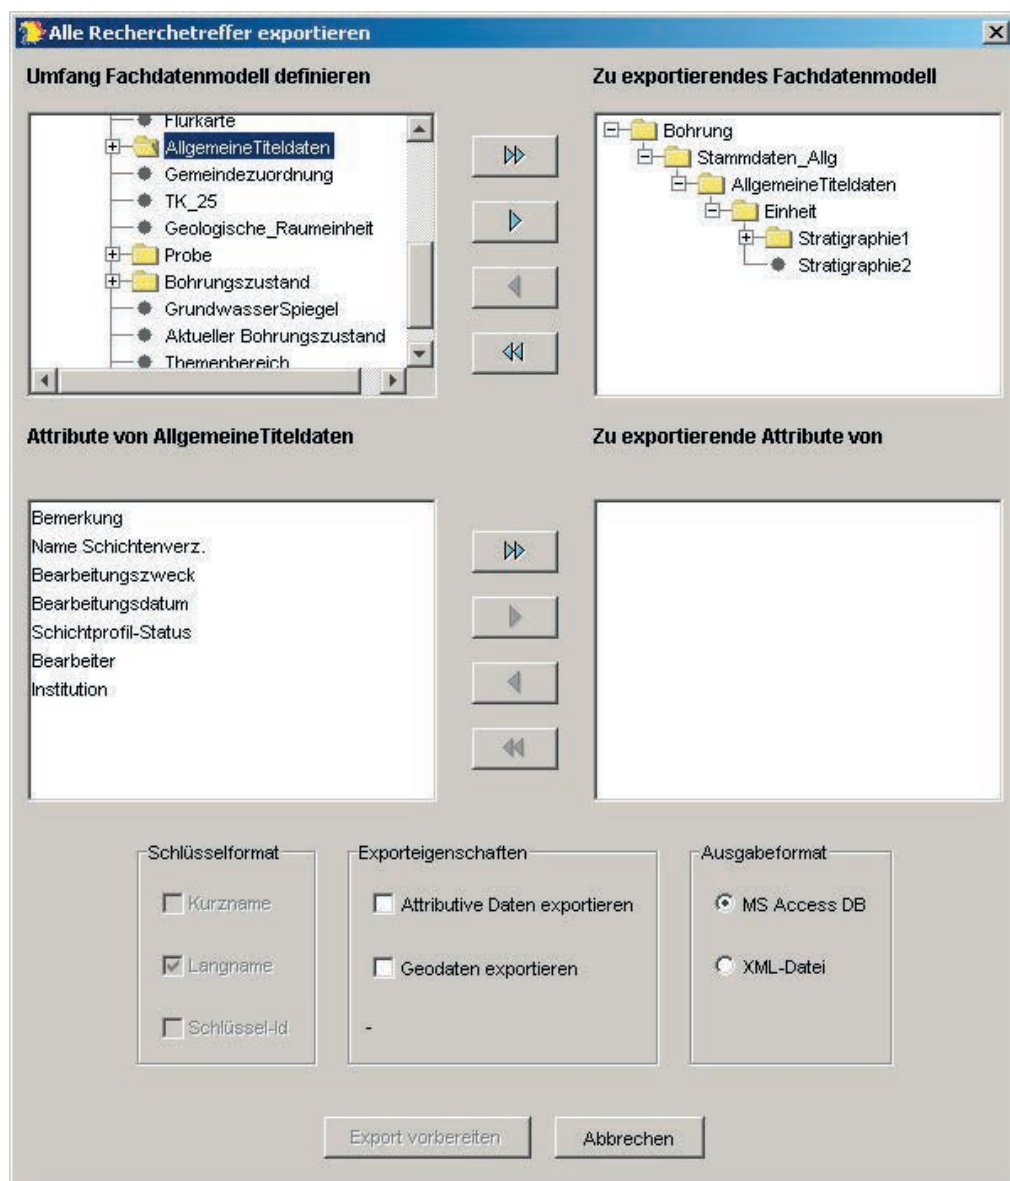 Alle Recherchetreffer exportieren
Umfang Fachdatenmodell definieren
Flurkarte
AllgemeineTiteldaten
Gemeindezuordnung
TK_25
Geologische_Raumeinheit
Probe
Bohrungszustand
GrundwasserSpiegel
Aktueller Bohrungszustand
Themenbereich
Zu exportierendes Fachdatenmodell
Bohrung
Stammdaten_Allg
AllgemeineTiteldaten
Einheit
Stratigraphie1
Stratigraphie2
Attribute von AllgemeineTiteldaten
Bemerkung
Name Schichtenverz.
Bearbeitungszweck
Bearbeitungsdatum
Schichtprofil-Status
Bearbeiter
Institution
Zu exportierende Attribute von
Schlüsselformat
Kurzname
Langname
Schlüssel-Id
Exporteigenschaften
Attributive Daten exportieren
Geodaten exportieren
-
Ausgabeformat
MS Access DB
XML-Datei
Export vorbereiten
Abbrechen